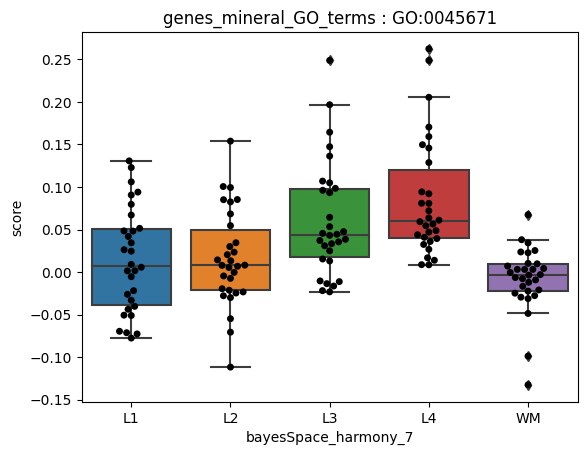 genes_mineral_GO_terms : GO:0045671
score
0.25
0.20
0.15
0.10
0.05
0.00
−0.05
−0.10
−0.15
L1 L2 L3 L4 WM
bayesSpace_harmony_7